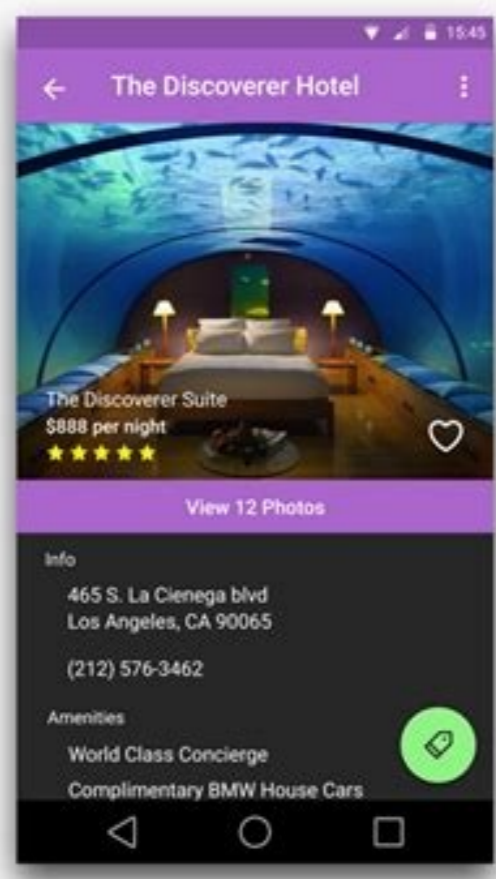 15:45
The Discoverer Hotel
The Discoverer Suite
$888 per night
View 12 Photos
Info
465 S. La Cienega blvd
Los Angeles, CA 90065
(212) 576-3462
Amenities
World Class Concierge
Complimentary BMW House Cars